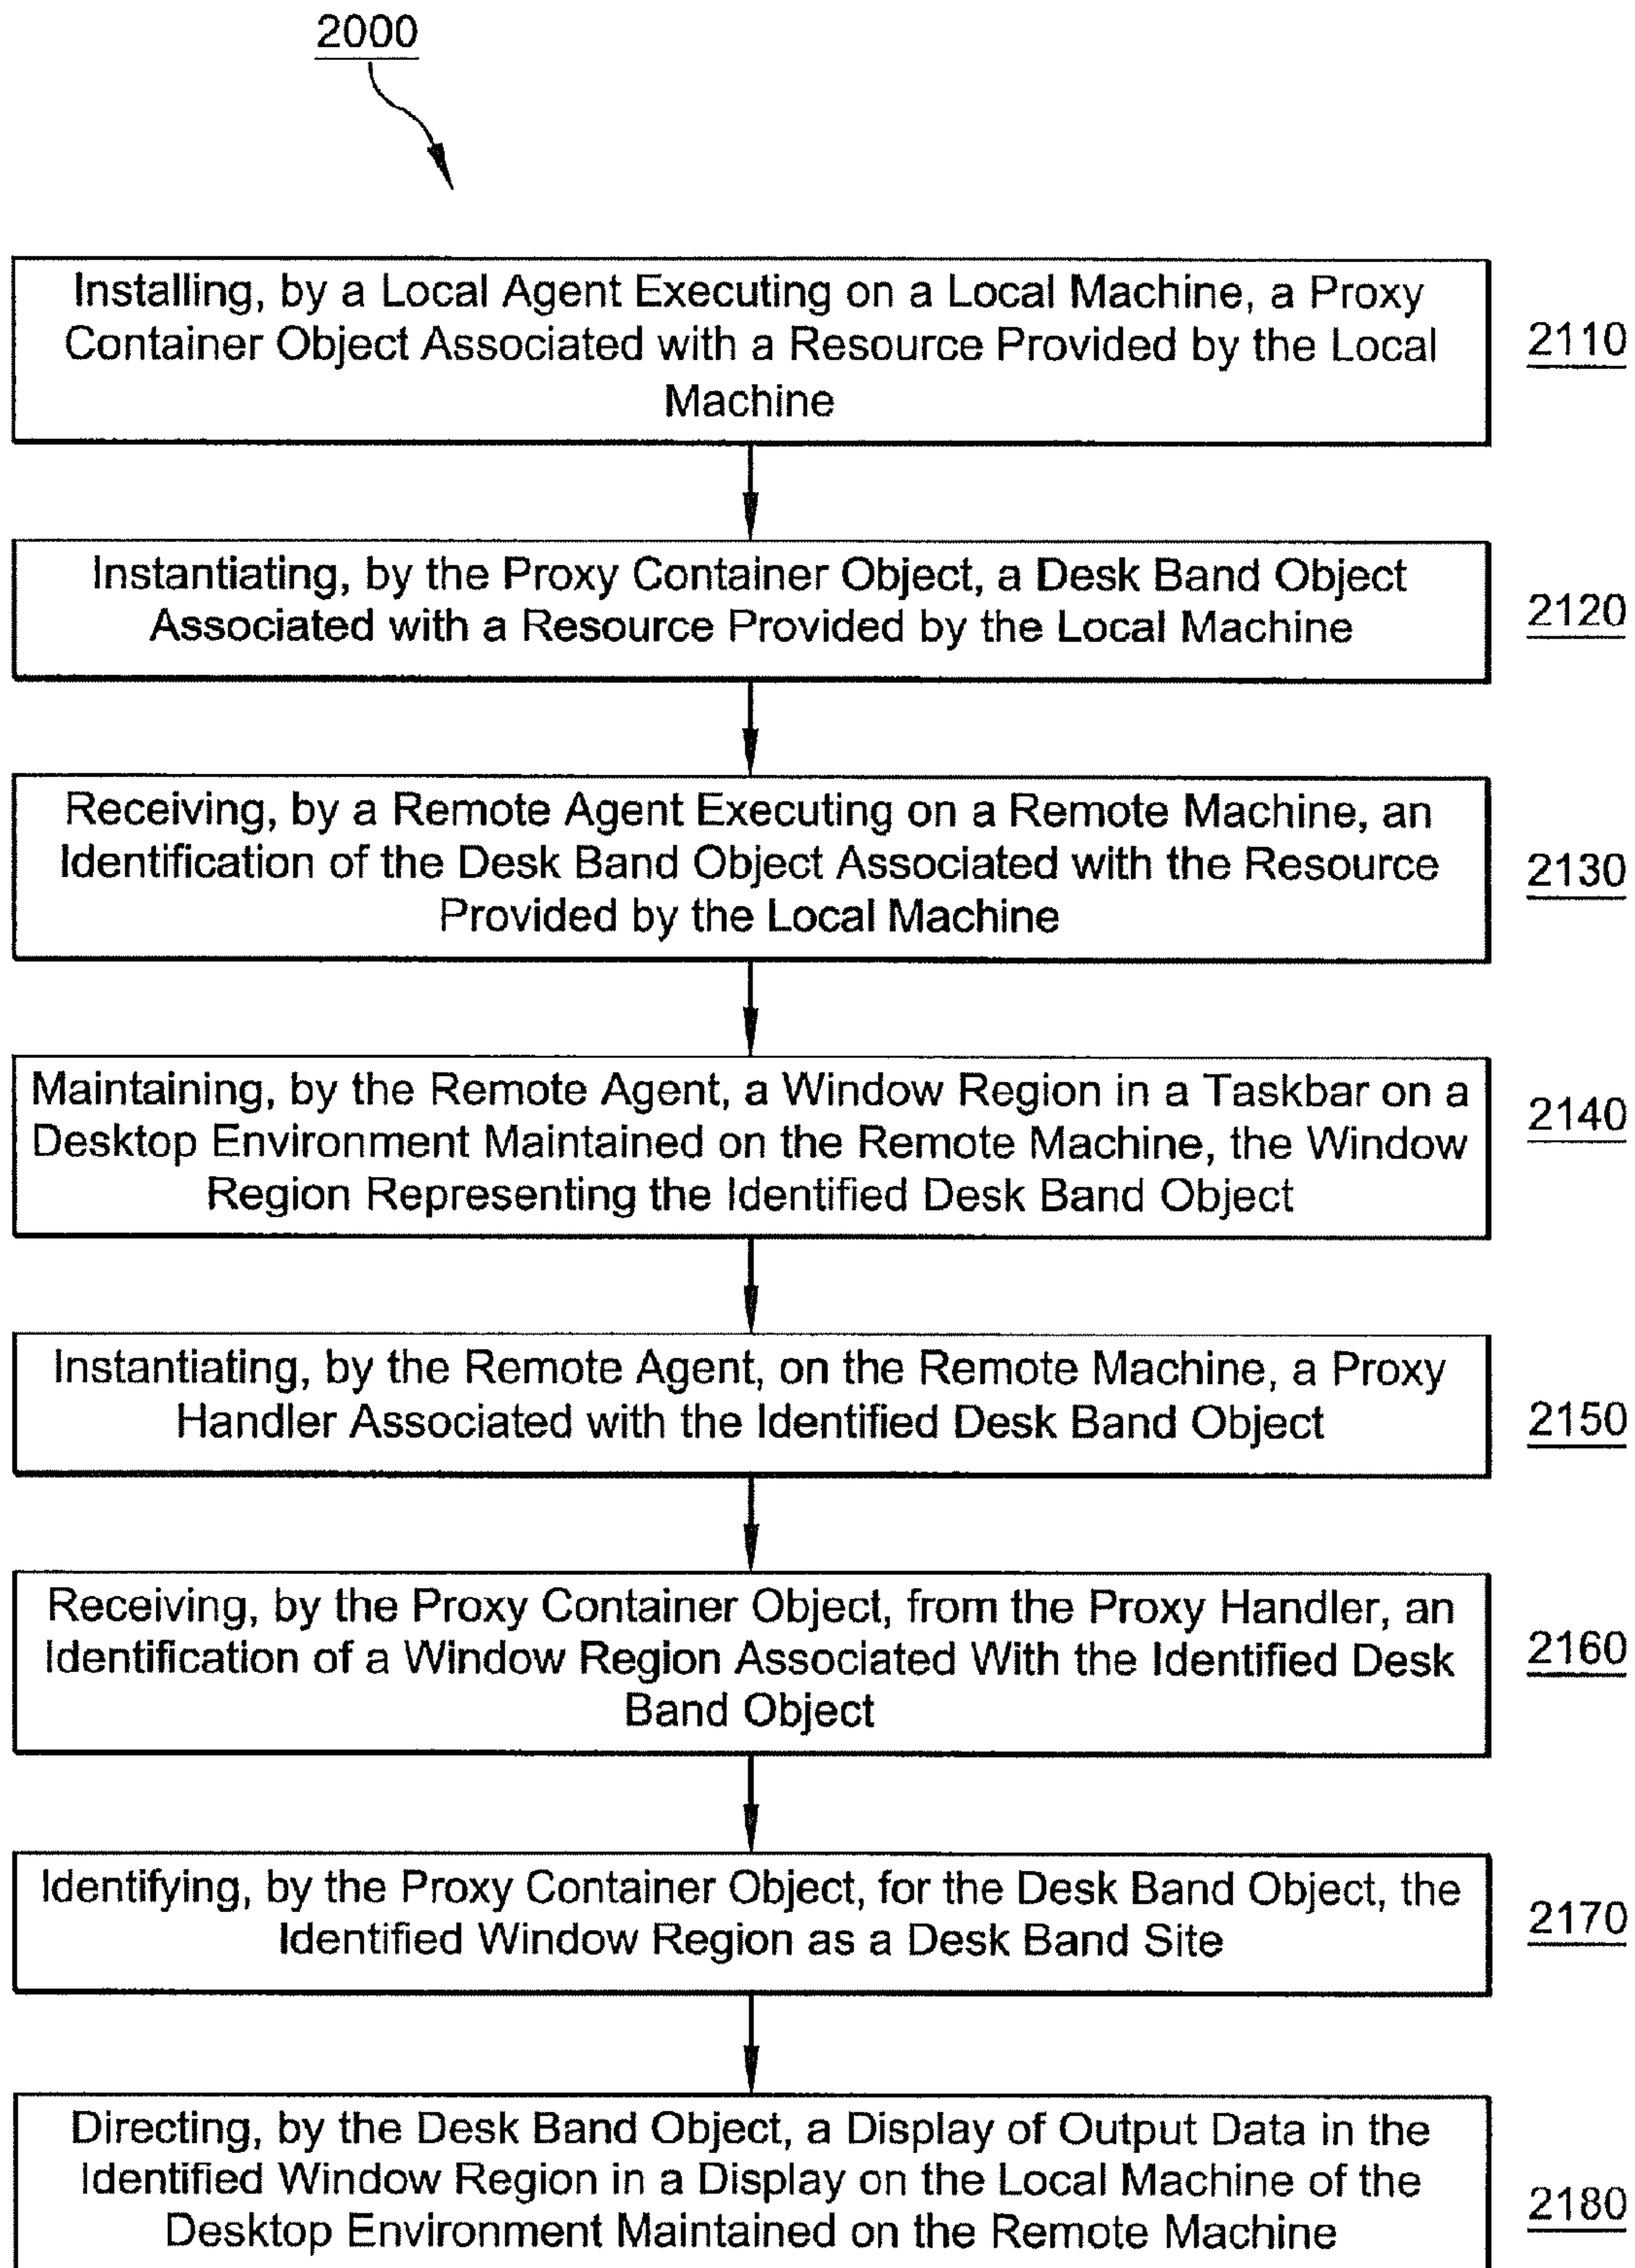 2000
Installing, by a Local Agent Executing on a Local Machine, a Proxy
Container Object Associated with a Resource Provided by the Local
Machine
2110
Instantiating, by the Proxy Container Object, a Desk Band Object
Associated with a Resource Provided by the Local Machine
2120
Receiving, by a Remote Agent Executing on a Remote Machine, an
Identification of the Desk Band Object Associated with the Resource
Provided by the Local Machine
2130
Maintaining, by the Remote Agent, a Window Region in a Taskbar on a
Desktop Environment Maintained on the Remote Machine, the Window
Region Representing the Identified Desk Band Object
2140
Instantiating, by the Remote Agent, on the Remote Machine, a Proxy
Handler Associated with the Identified Desk Band Object
2150
Receiving, by the Proxy Container Object, from the Proxy Handler, an
Identification of a Window Region Associated With the Identified Desk
Band Object
2160
Identifying, by the Proxy Container Object, for the Desk Band Object, the
Identified Window Region as a Desk Band Site
2170
Directing, by the Desk Band Object, a Display of Output Data in the
Identified Window Region in a Display on the Local Machine of the
Desktop Environment Maintained on the Remote Machine
2180